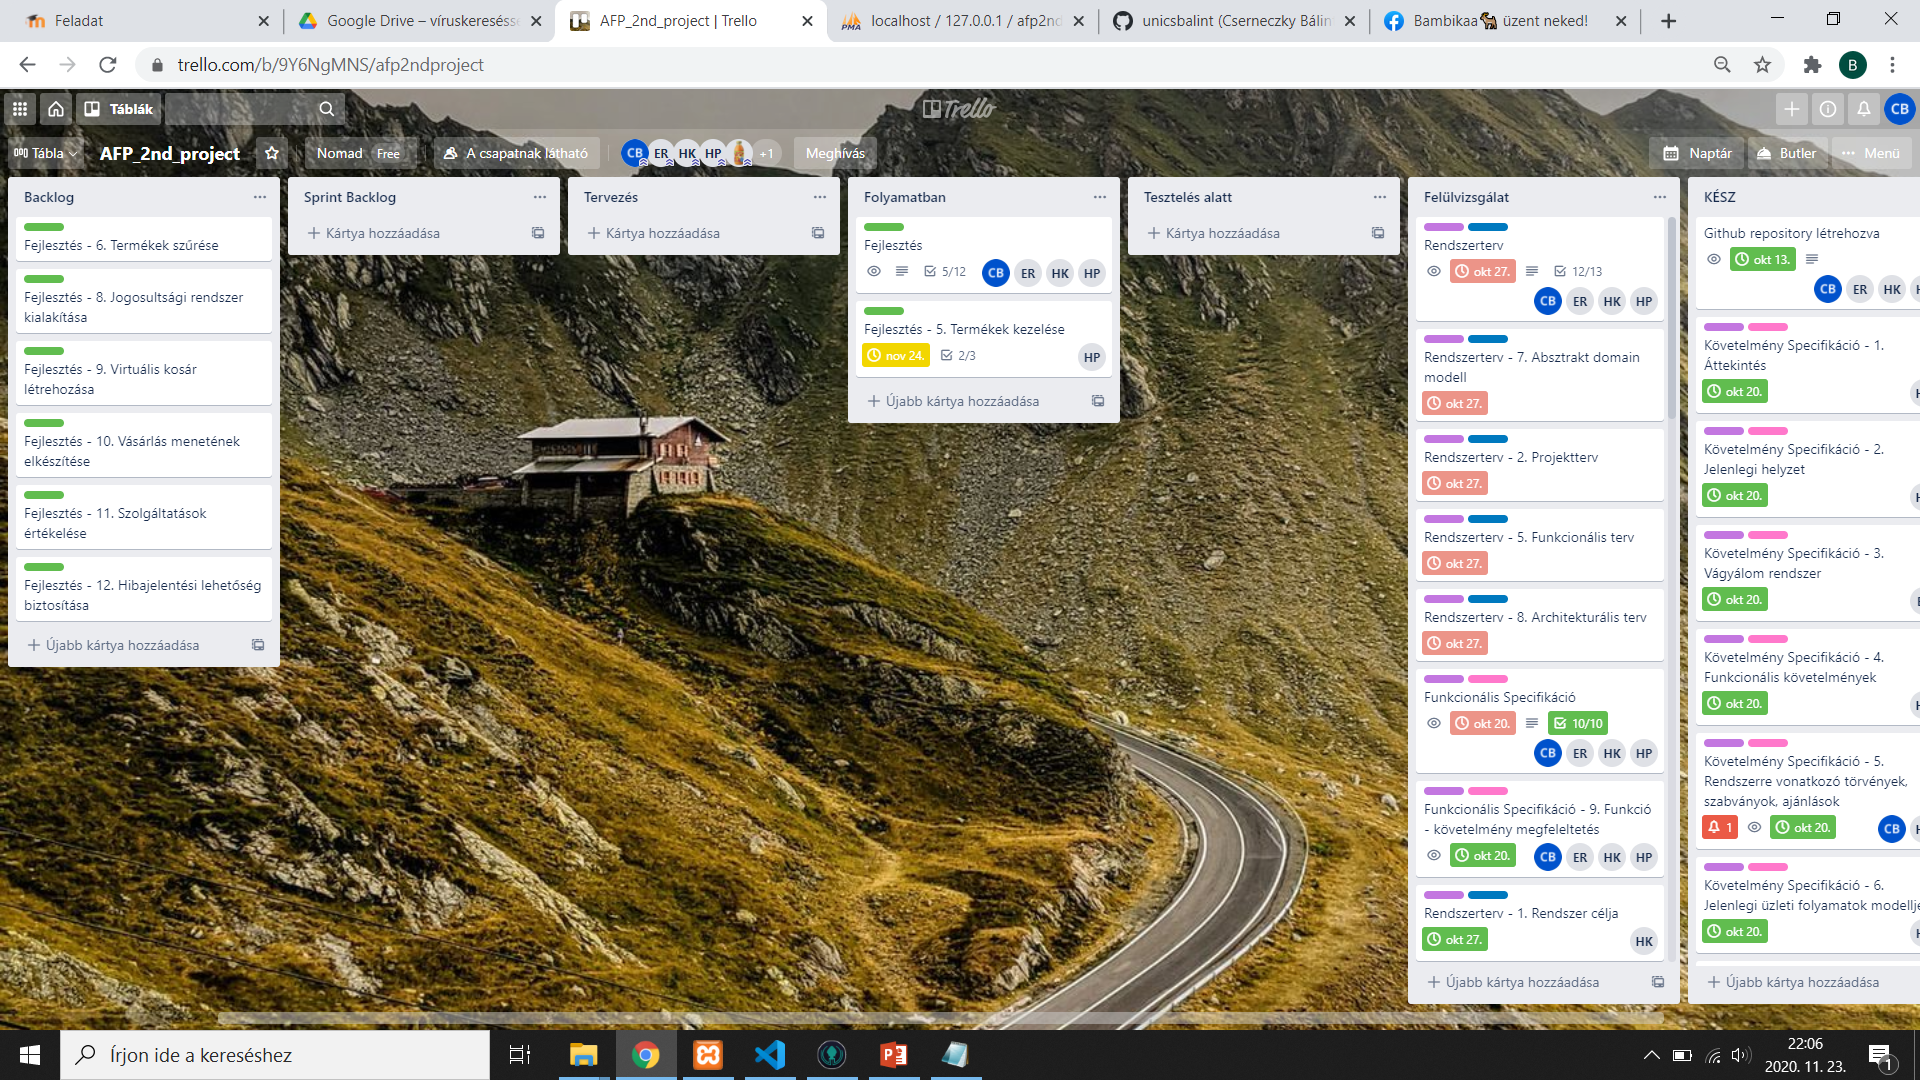 Feladat
Google Drive – víruskeresésse
AFP_2nd_project | Trello
localhost / 127.0.0.1 / afp2nd
unicsbalint (Cserneczky Bálin
Bambikaa🐕‍🦺 üzent neked!
trello.com/b/9Y6NgMNS/afp2ndproject
B
Táblák
Trello
CB
Tábla
AFP_2nd_project
Nomad Free
A csapatnak látható
CB ER HK HP +1
Meghívás
Naptár
Butler
Menü
Backlog
Fejlesztés - 6. Termékek szűrése
Fejlesztés - 8. Jogosultsági rendszer
kialakítása
Fejlesztés - 9. Virtuális kosár
létrehozása
Fejlesztés - 10. Vásárlás menetének
elkészítése
Fejlesztés - 11. Szolgáltatások
értékelése
Fejlesztés - 12. Hibajelentési lehetőség
biztosítása
Újabb kártya hozzáadása
Sprint Backlog
Kártya hozzáadása
Tervezés
Kártya hozzáadása
Folyamatban
Fejlesztés
5/12 CB ER HK HP
Fejlesztés - 5. Termékek kezelése
nov 24. 2/3 HP
Újabb kártya hozzáadása
Tesztelés alatt
Kártya hozzáadása
Felülvizsgálat
Rendszerterv
okt 27. 12/13
CB ER HK HP
Rendszerterv - 7. Absztrakt domain
modell
okt 27.
Rendszerterv - 2. Projektterv
okt 27.
Rendszerterv - 5. Funkcionális terv
okt 27.
Rendszerterv - 8. Architekturális terv
okt 27.
Funkcionális Specifikáció
okt 20. 10/10
CB ER HK HP
Funkcionális Specifikáció - 9. Funkció
- követelmény megfeleltetés
okt 20. CB ER HK HP
Rendszerterv - 1. Rendszer célja
okt 27. HK
Újabb kártya hozzáadása
KÉSZ
Github repository létrehozva
okt 13.
CB ER HK
Követelmény Specifikáció - 1.
Áttekintés
okt 20.
Követelmény Specifikáció - 2.
Jelenlegi helyzet
okt 20.
Követelmény Specifikáció - 3.
Vágyálom rendszer
okt 20.
Követelmény Specifikáció - 4.
Funkcionális követelmények
okt 20.
Követelmény Specifikáció - 5.
Rendszerre vonatkozó törvények,
szabványok, ajánlások
1 okt 20. CB
Követelmény Specifikáció - 6.
Jelenlegi üzleti folyamatok modellje
okt 20.
Újabb kártya hozzáadása
Írjon ide a kereséshez
22:06
2020. 11. 23.
1